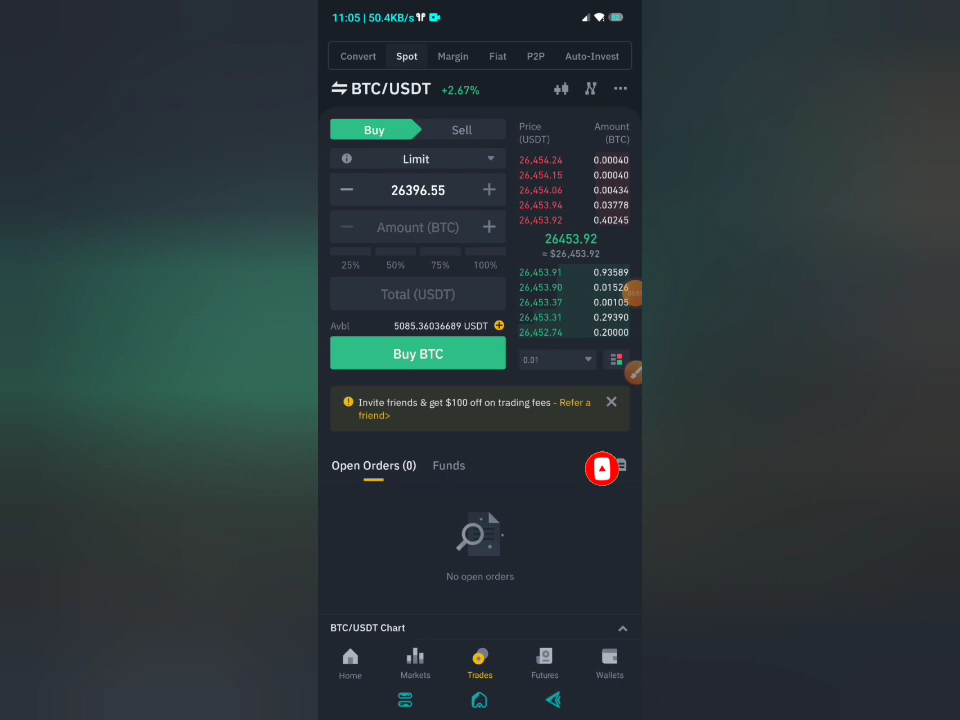 11:05 | 50.4KB/s
Convert Spot Margin Fiat P2P Auto-Invest
BTC/USDT +2.67%
Buy Sell
Limit
26396.55
Amount (BTC)
25% 50% 75% 100%
Total (USDT)
Avbl 5085.36036689 USDT
Buy BTC
Price Amount
(USDT) (BTC)
26,454.24 0.00040
26,454.15 0.00040
26,454.06 0.00434
26,453.94 0.03778
26,453.92 0.40245
26453.92
≈ $26,453.92
26,453.91 0.93589
26,453.90 0.01526
26,453.37 0.00105
26,453.31 0.29390
26,452.74 0.20000
0.01
Invite friends & get $100 off on trading fees - Refer a
friend>
Open Orders (0) Funds
No open orders
BTC/USDT Chart
Home Markets Trades Futures Wallets